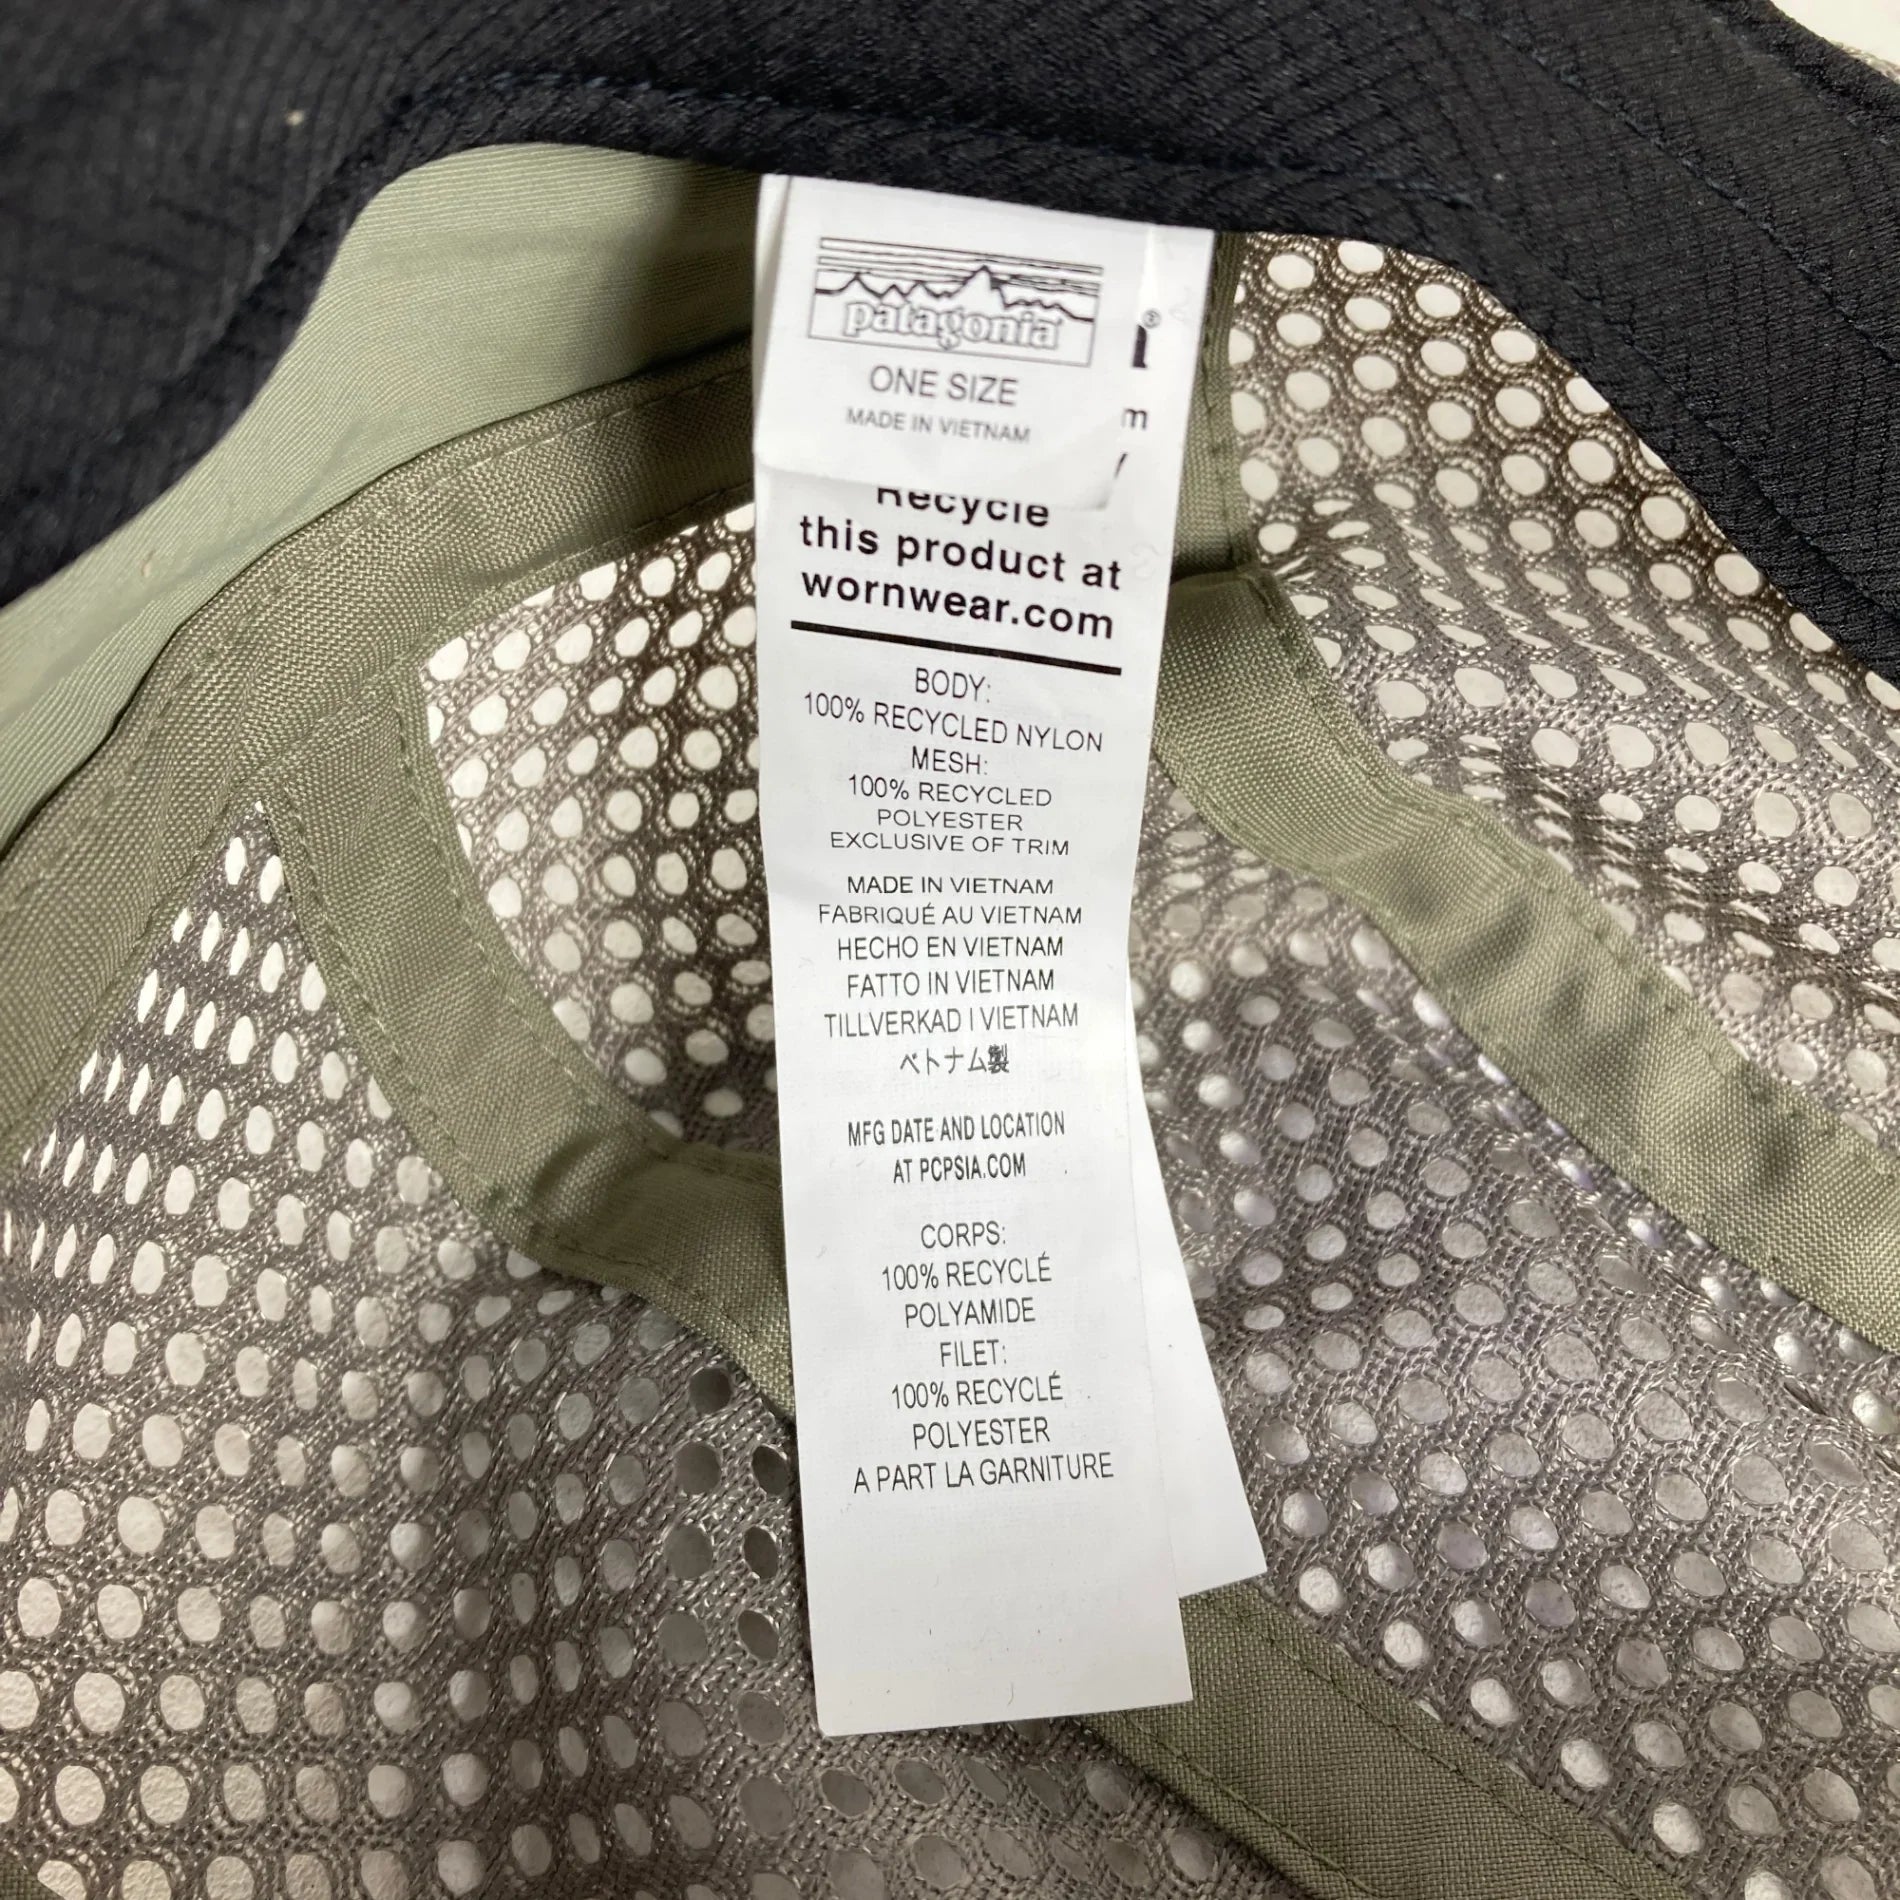 patagonia
ONE SIZE
MADE IN VIETNAM
®
m
Recycle
this product at
wornwear.com
BODY:
100% RECYCLED NYLON
MESH:
100% RECYCLED
POLYESTER
EXCLUSIVE OF TRIM
MADE IN VIETNAM
FABRIQUÉ AU VIETNAM
HECHO EN VIETNAM
FATTO IN VIETNAM
TILLVERKAD I VIETNAM
ベトナム製
MFG DATE AND LOCATION
AT PCPSIA.COM
CORPS:
100% RECYCLÉ
POLYAMIDE
FILET:
100% RECYCLÉ
POLYESTER
A PART LA GARNITURE